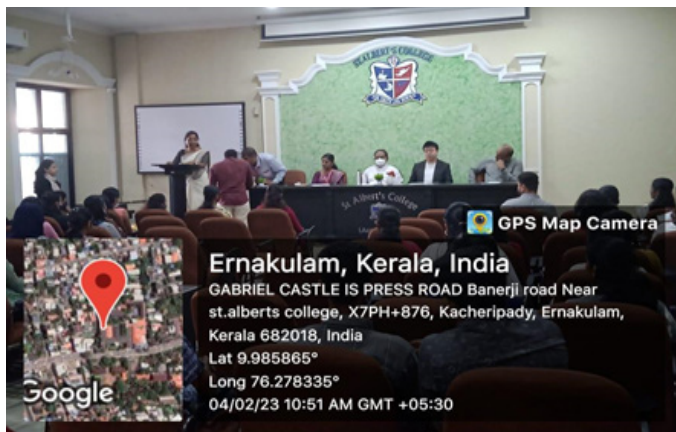 ST.ALBERT'S COLLEGE
St Albert's College
GPS Map Camera
Ernakulam, Kerala, India
GABRIEL CASTLE IS PRESS ROAD Banerji road Near
st.alberts college, X7PH+876, Kacheripady, Ernakulam,
Kerala 682018, India
Lat 9.985865°
Long 76.278335°
04/02/23 10:51 AM GMT +05:30
Google